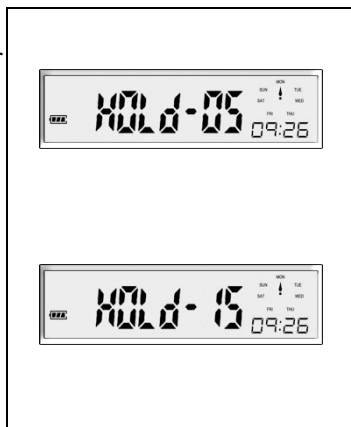 MON
SUN TUE
HOLd-05
SAT WED
FRI THU
09:26
MON
SUN TUE
HOLd-15
SAT WED
FRI THU
09:26